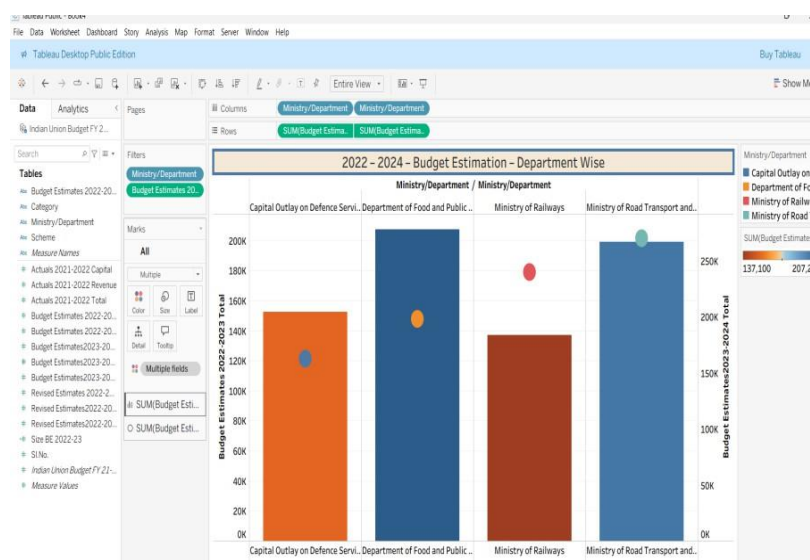 Tableau Public - Book4
File Data Worksheet Dashboard Story Analysis Map Format Server Window Help
Tableau Desktop Public Edition
Buy Tableau
Entire View
Show Me
Data Analytics
Indian Union Budget FY 2...
Search
Tables
Abc Budget Estimates 2022-20...
Abc Category
Abc Ministry/Department
Abc Scheme
Abc Measure Names
# Actuals 2021-2022 Capital
# Actuals 2021-2022 Revenue
# Actuals 2021-2022 Total
# Budget Estimates 2022-20...
# Budget Estimates 2022-20...
# Budget Estimates2023-20...
# Budget Estimates2023-20...
# Budget Estimates2023-20...
# Revised Estimates 2022-2...
# Revised Estimates2022-20...
# Revised Estimates2022-20...
Size BE 2022-23
# Sl.No.
# Indian Union Budget FY 21-...
# Measure Values
Pages
Filters
Ministry/Department
Budget Estimates 20..
Marks
All
Multiple
Color Size Label
Detail Tooltip
Multiple fields
SUM(Budget Esti...
SUM(Budget Esti...
Columns Ministry/Department Ministry/Department
Rows SUM(Budget Estima.. SUM(Budget Estima..
2022 - 2024 - Budget Estimation - Department Wise
Ministry/Department / Ministry/Department
Capital Outlay on Defence Servi.. Department of Food and Public .. Ministry of Railways Ministry of Road Transport and..
Budget Estimates 2022-2023 Total
200K
180K
160K
140K
120K
100K
80K
60K
40K
20K
0K
250K
200K
150K
100K
50K
0K
Budget Estimates2023-2024 Total
Capital Outlay on Defence Servi.. Department of Food and Public .. Ministry of Railways Ministry of Road Transport and..
Ministry/Department
Capital Outlay on
Department of Fo
Ministry of Railw
Ministry of Road
SUM(Budget Estimate
137,100 207,2